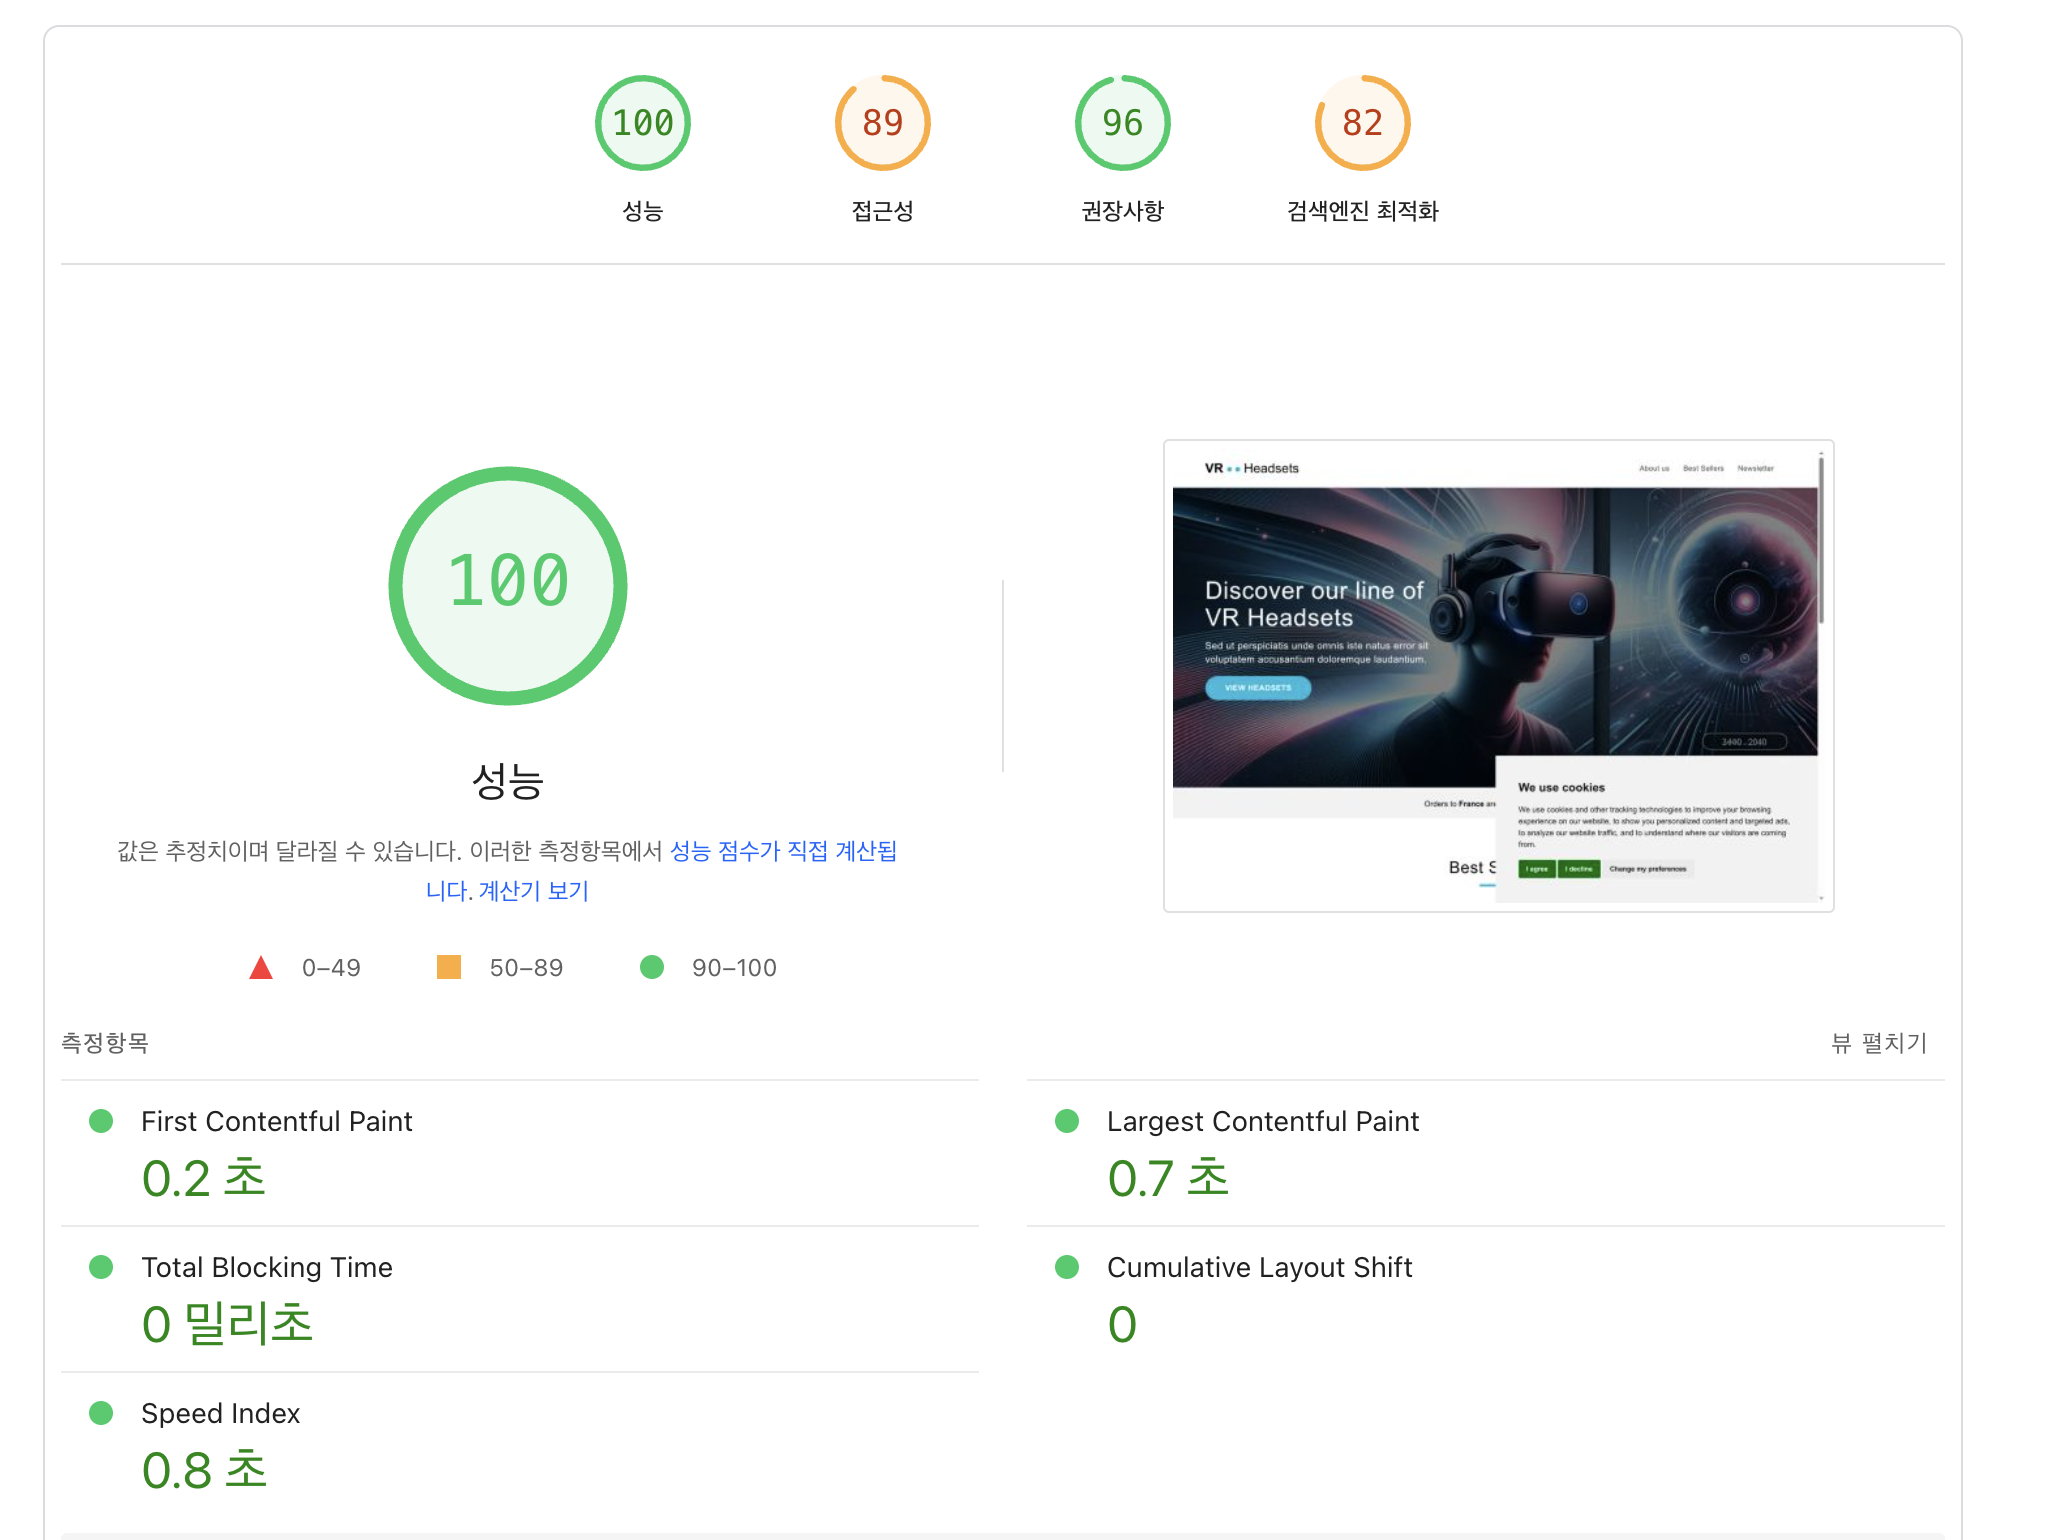 100
89
96
82
성능
접근성
권장사항
검색엔진 최적화
100
성능
값은 추정치이며 달라질 수 있습니다. 이러한 측정항목에서 성능 점수가 직접 계산됩
니다. 계산기 보기
0–49
50–89
90–100
VR Headsets
About us
Best Sellers
Newsletter
Discover our line of
VR Headsets
Sed ut perspiciatis unde omnis iste natus error sit
voluptatem accusantium doloremque laudantium.
VIEW HEADSETS
Orders to France are
Best S
We use cookies
We use cookies and other tracking technologies to improve your browsing
experience on our website, to show you personalized content and targeted ads,
to analyze our website traffic, and to understand where our visitors are coming
from.
I agree
I decline
Change my preferences
측정항목
뷰 펼치기
First Contentful Paint
0.2 초
Largest Contentful Paint
0.7 초
Total Blocking Time
0 밀리초
Cumulative Layout Shift
0
Speed Index
0.8 초